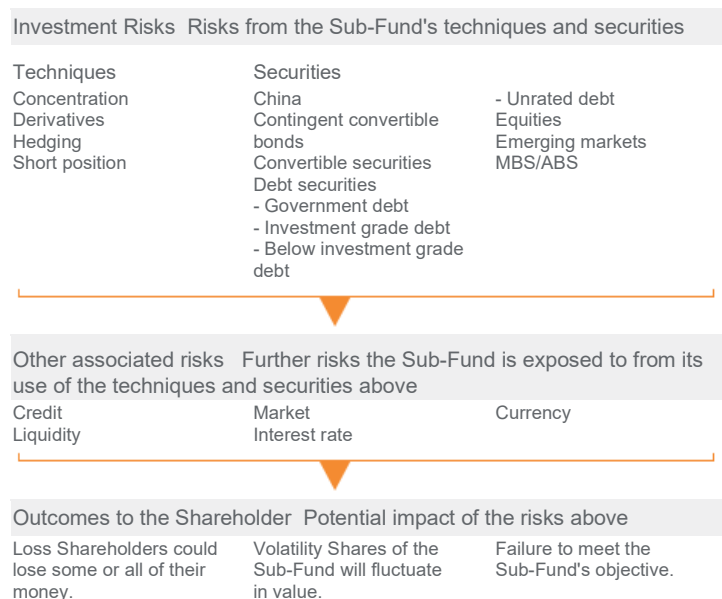 Investment Risks Risks from the Sub-Fund's techniques and securities
Techniques
Concentration
Derivatives
Hedging
Short position
Securities
China
Contingent convertible
bonds
Convertible securities
Debt securities
- Government debt
- Investment grade debt
- Below investment grade
debt
- Unrated debt
Equities
Emerging markets
MBS/ABS
Other associated risks Further risks the Sub-Fund is exposed to from its
use of the techniques and securities above
Credit
Liquidity
Market
Interest rate
Currency
Outcomes to the Shareholder Potential impact of the risks above
Loss Shareholders could
lose some or all of their
money.
Volatility Shares of the
Sub-Fund will fluctuate
in value.
Failure to meet the
Sub-Fund's objective.